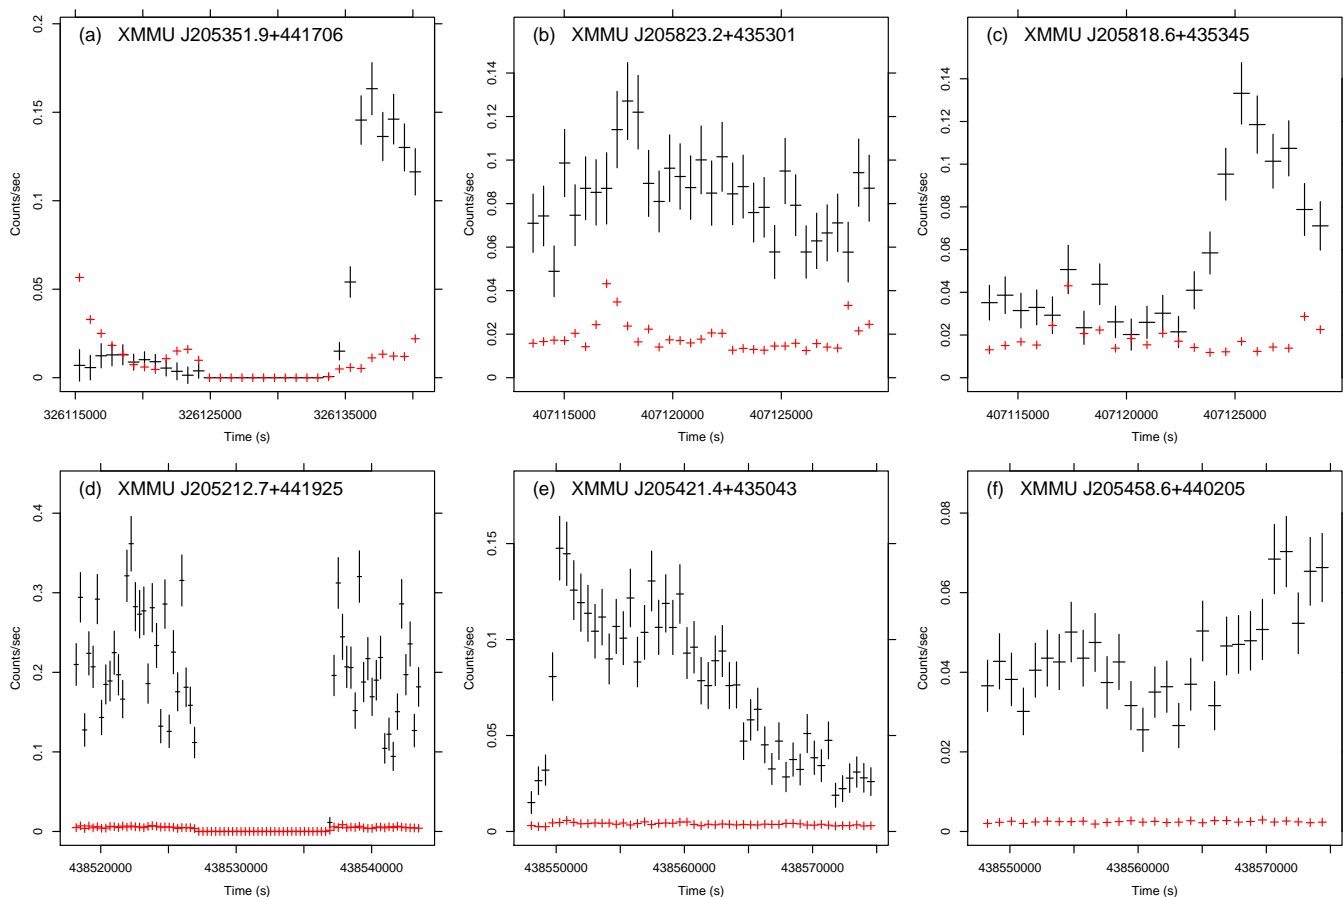 (a) XMMU J205351.9+441706
Counts/sec
0 0.05 0.1 0.15 0.2
326115000 326125000 326135000
Time (s)
(b) XMMU J205823.2+435301
Counts/sec
0 0.02 0.04 0.06 0.08 0.1 0.12 0.14
407115000 407120000 407125000
Time (s)
(c) XMMU J205818.6+435345
Counts/sec
0 0.02 0.04 0.06 0.08 0.1 0.12 0.14
407115000 407120000 407125000
Time (s)
(d) XMMU J205212.7+441925
Counts/sec
0 0.1 0.2 0.3 0.4
438520000 438530000 438540000
Time (s)
(e) XMMU J205421.4+435043
Counts/sec
0 0.05 0.1 0.15
438550000 438560000 438570000
Time (s)
(f) XMMU J205458.6+440205
Counts/sec
0 0.02 0.04 0.06 0.08
438550000 438560000 438570000
Time (s)